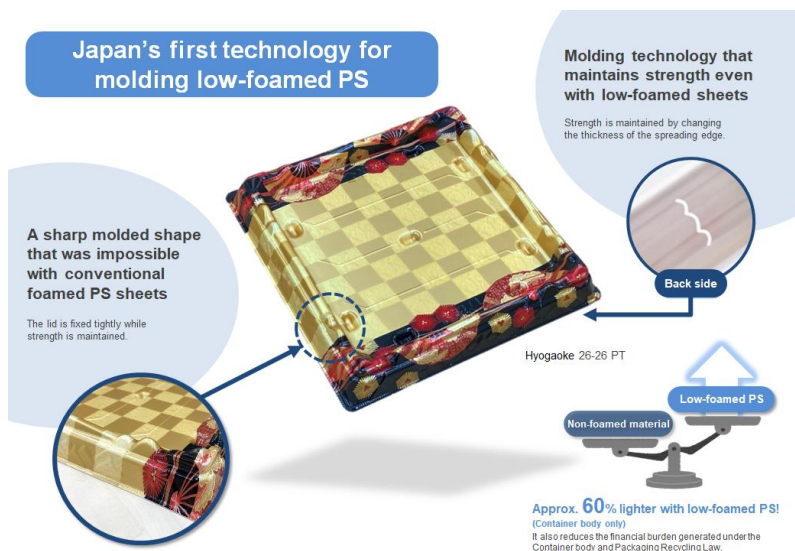 Japan's first technology for
molding low-foamed PS
Molding technology that
maintains strength even
with low-foamed sheets
Strength is maintained by changing
the thickness of the spreading edge.
A sharp molded shape
that was impossible
with conventional
foamed PS sheets
The lid is fixed tightly while
strength is maintained.
Back side
Hyogaoke 26-26 PT
Low-foamed PS
Non-foamed material
Approx. 60% lighter with low-foamed PS!
(Container body only)
It also reduces the financial burden generated under the
Container body and Packaging Recycling Law.